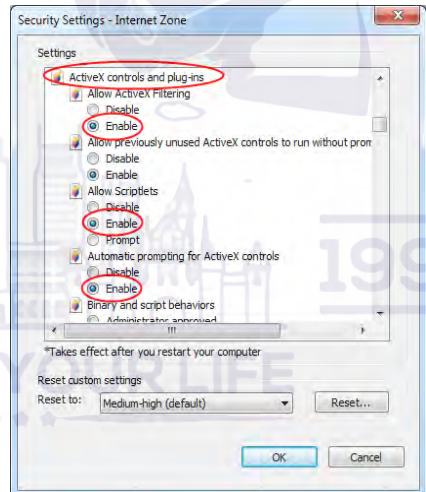 Security Settings - Internet Zone
Settings
ActiveX controls and plug-ins
Allow ActiveX Filtering
Disable
Enable
Allow previously unused ActiveX controls to run without prom
Disable
Enable
Allow Scriptlets
Disable
Enable
Prompt
Automatic prompting for ActiveX controls
Disable
Enable
Binary and script behaviors
Administrator approved
*Takes effect after you restart your computer
Reset custom settings
Reset to:
Medium-high (default)
Reset...
OK
Cancel
199
YOUR LIFE